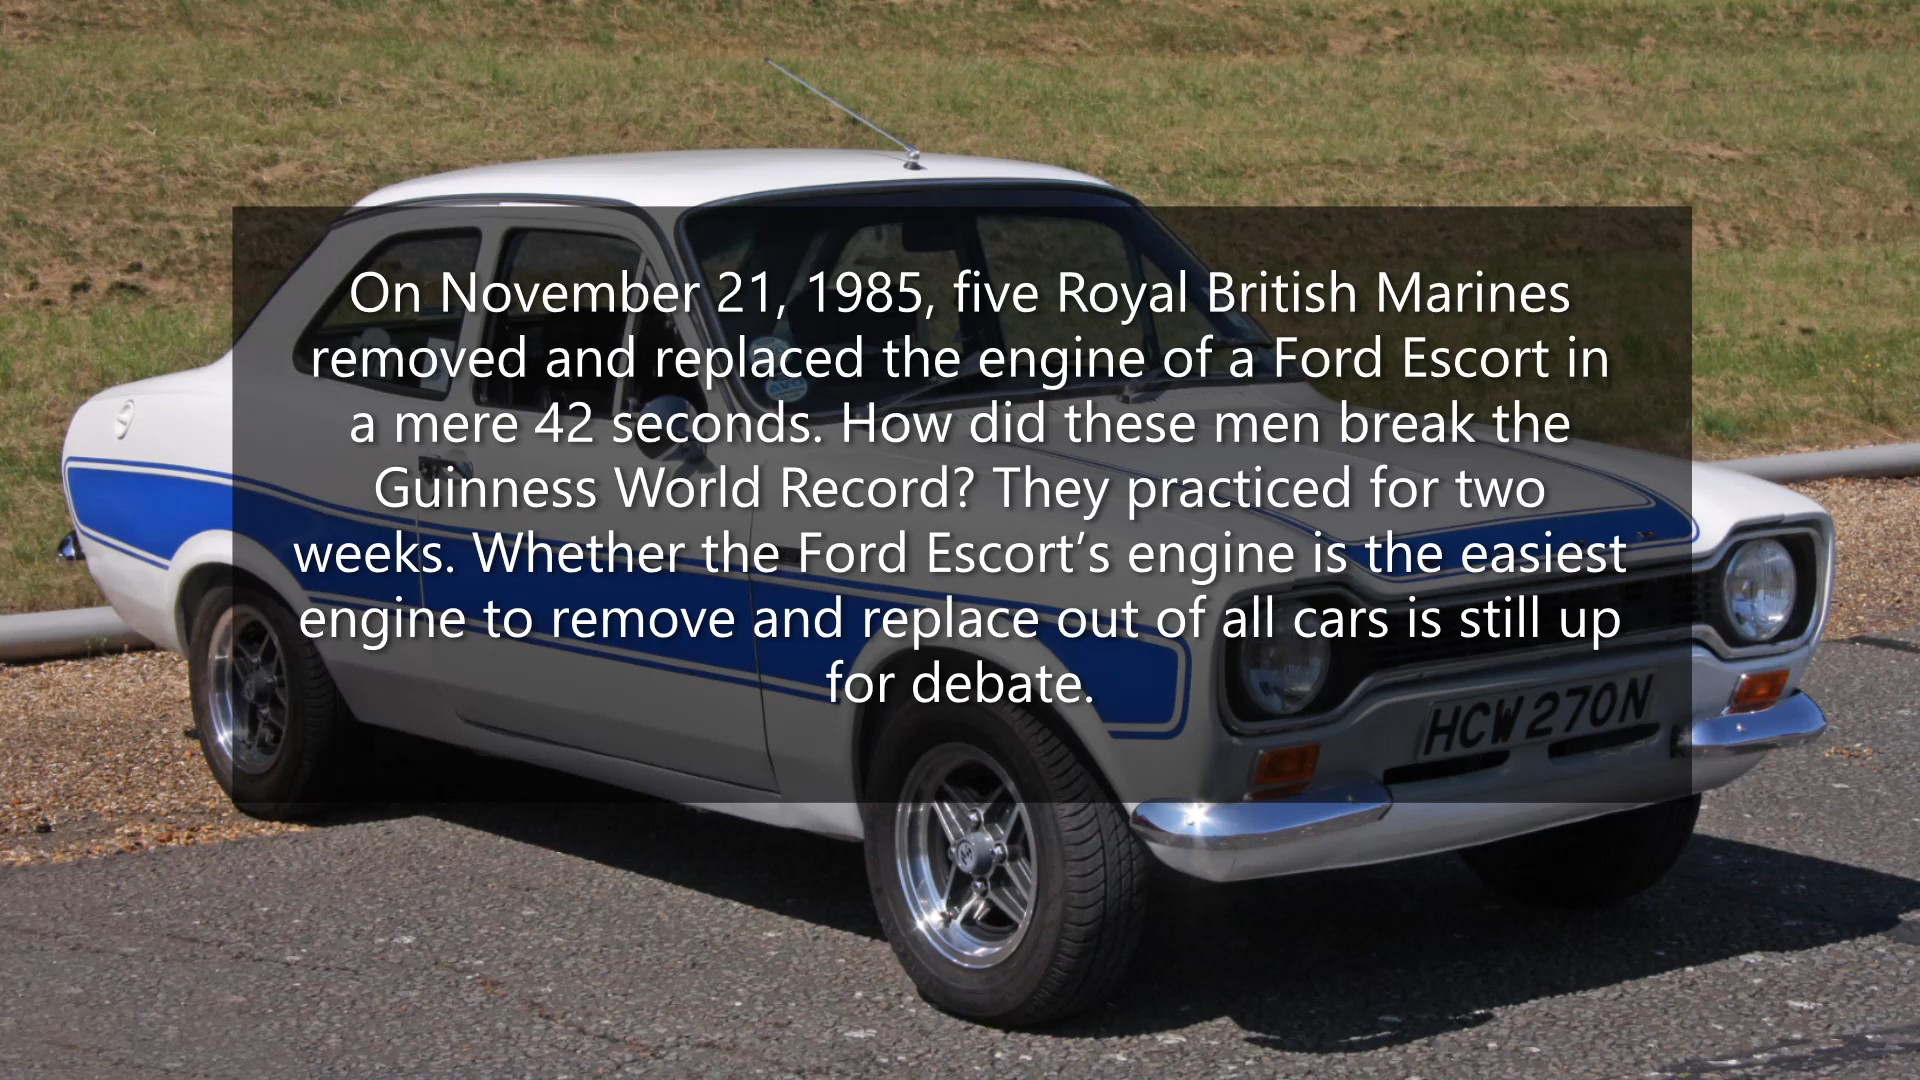 On November 21, 1985, five Royal British Marines
removed and replaced the engine of a Ford Escort in
a mere 42 seconds. How did these men break the
Guinness World Record? They practiced for two
weeks. Whether the Ford Escort’s engine is the easiest
engine to remove and replace out of all cars is still up
for debate.
HCW 270N